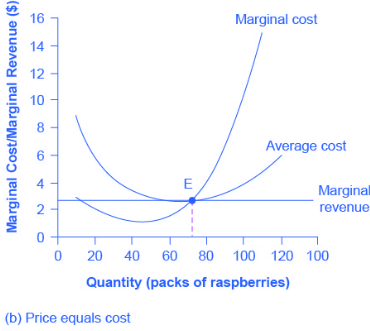 Marginal Cost/Marginal Revenue ($)
16
14
12
10
8
6
4
2
0
Marginal cost
Average cost
E
Marginal
revenue
0 20 40 60 80 100 120 100
Quantity (packs of raspberries)
(b) Price equals cost